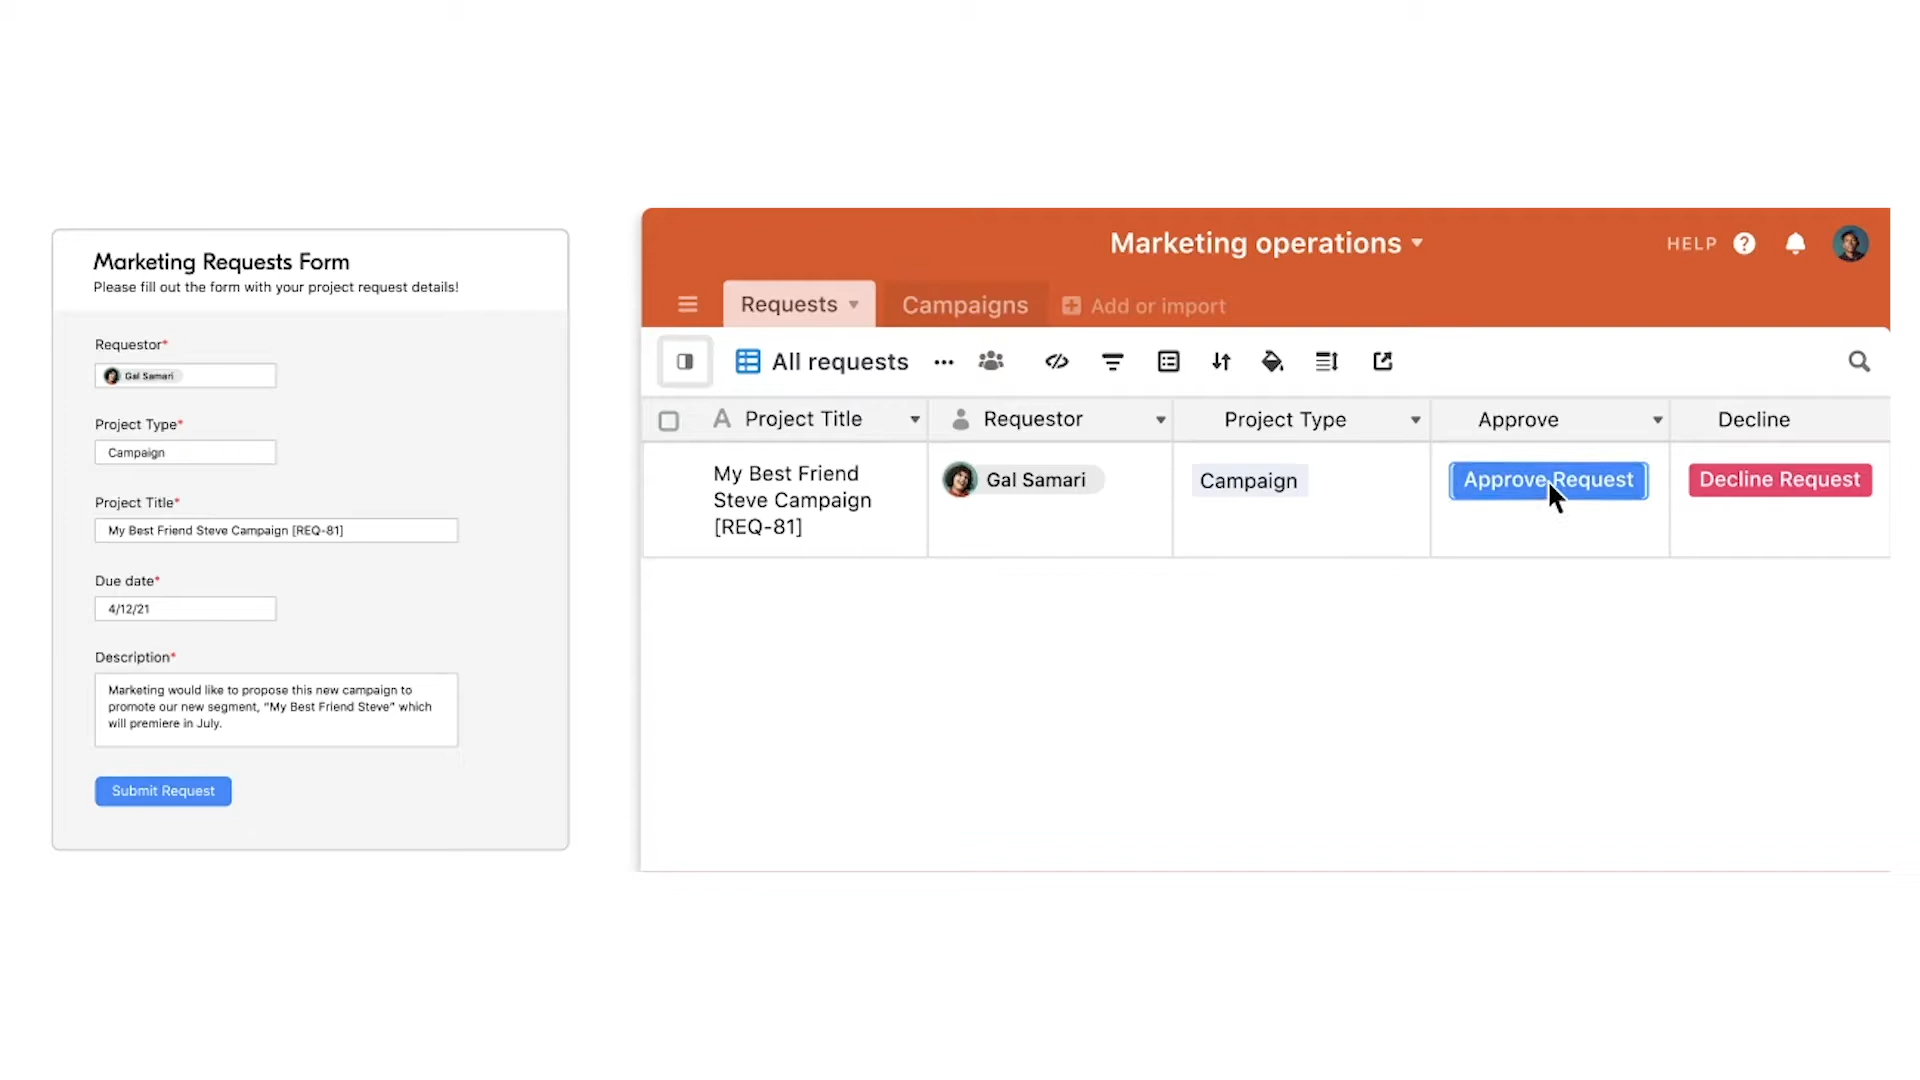 Marketing Requests Form
Please fill out the form with your project request details!
Requestor*
Gal Samari
Project Type*
Campaign
Project Title*
My Best Friend Steve Campaign [REQ-81]
Due date*
4/12/21
Description*
Marketing would like to propose this new campaign to
promote our new segment, “My Best Friend Steve” which
will premiere in July.
Submit Request
Marketing operations
HELP ?
Requests
Campaigns
Add or import
All requests
A Project Title
Requestor
Project Type
Approve
Decline
My Best Friend
Steve Campaign
[REQ-81]
Gal Samari
Campaign
Approve Request
Decline Request